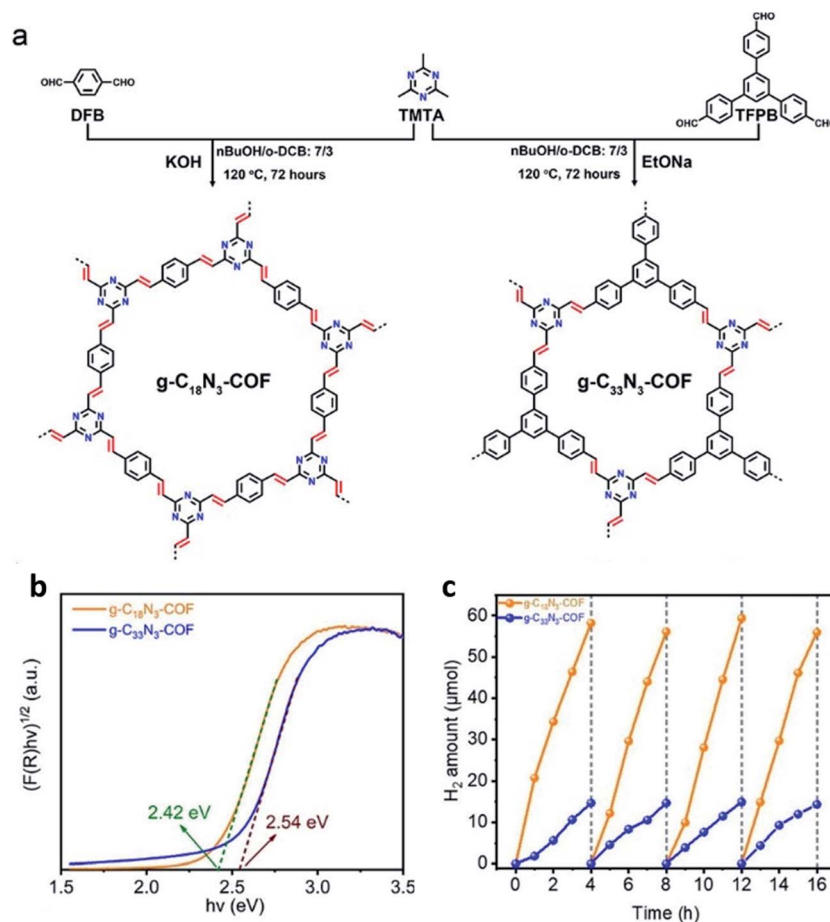 a
CHO
OHC
CHO
DFB
TMTA
OHC
TFPB
CHO
nBuOH/o-DCB: 7/3
KOH
120 °C, 72 hours
nBuOH/o-DCB: 7/3
EtONa
120 °C, 72 hours
g-C₁₈N₃-COF
g-C₃₃N₃-COF
b
g-C₁₈N₃-COF
g-C₃₃N₃-COF
(F(R)hv)^1/2 (a.u.)
2.42 eV
2.54 eV
1.5 2.0 2.5 3.0 3.5
hv (eV)
c
g-C₁₈N₃-COF
g-C₃₃N₃-COF
H₂ amount (μmol)
60
50
40
30
20
10
0
0 2 4 6 8 10 12 14 16
Time (h)